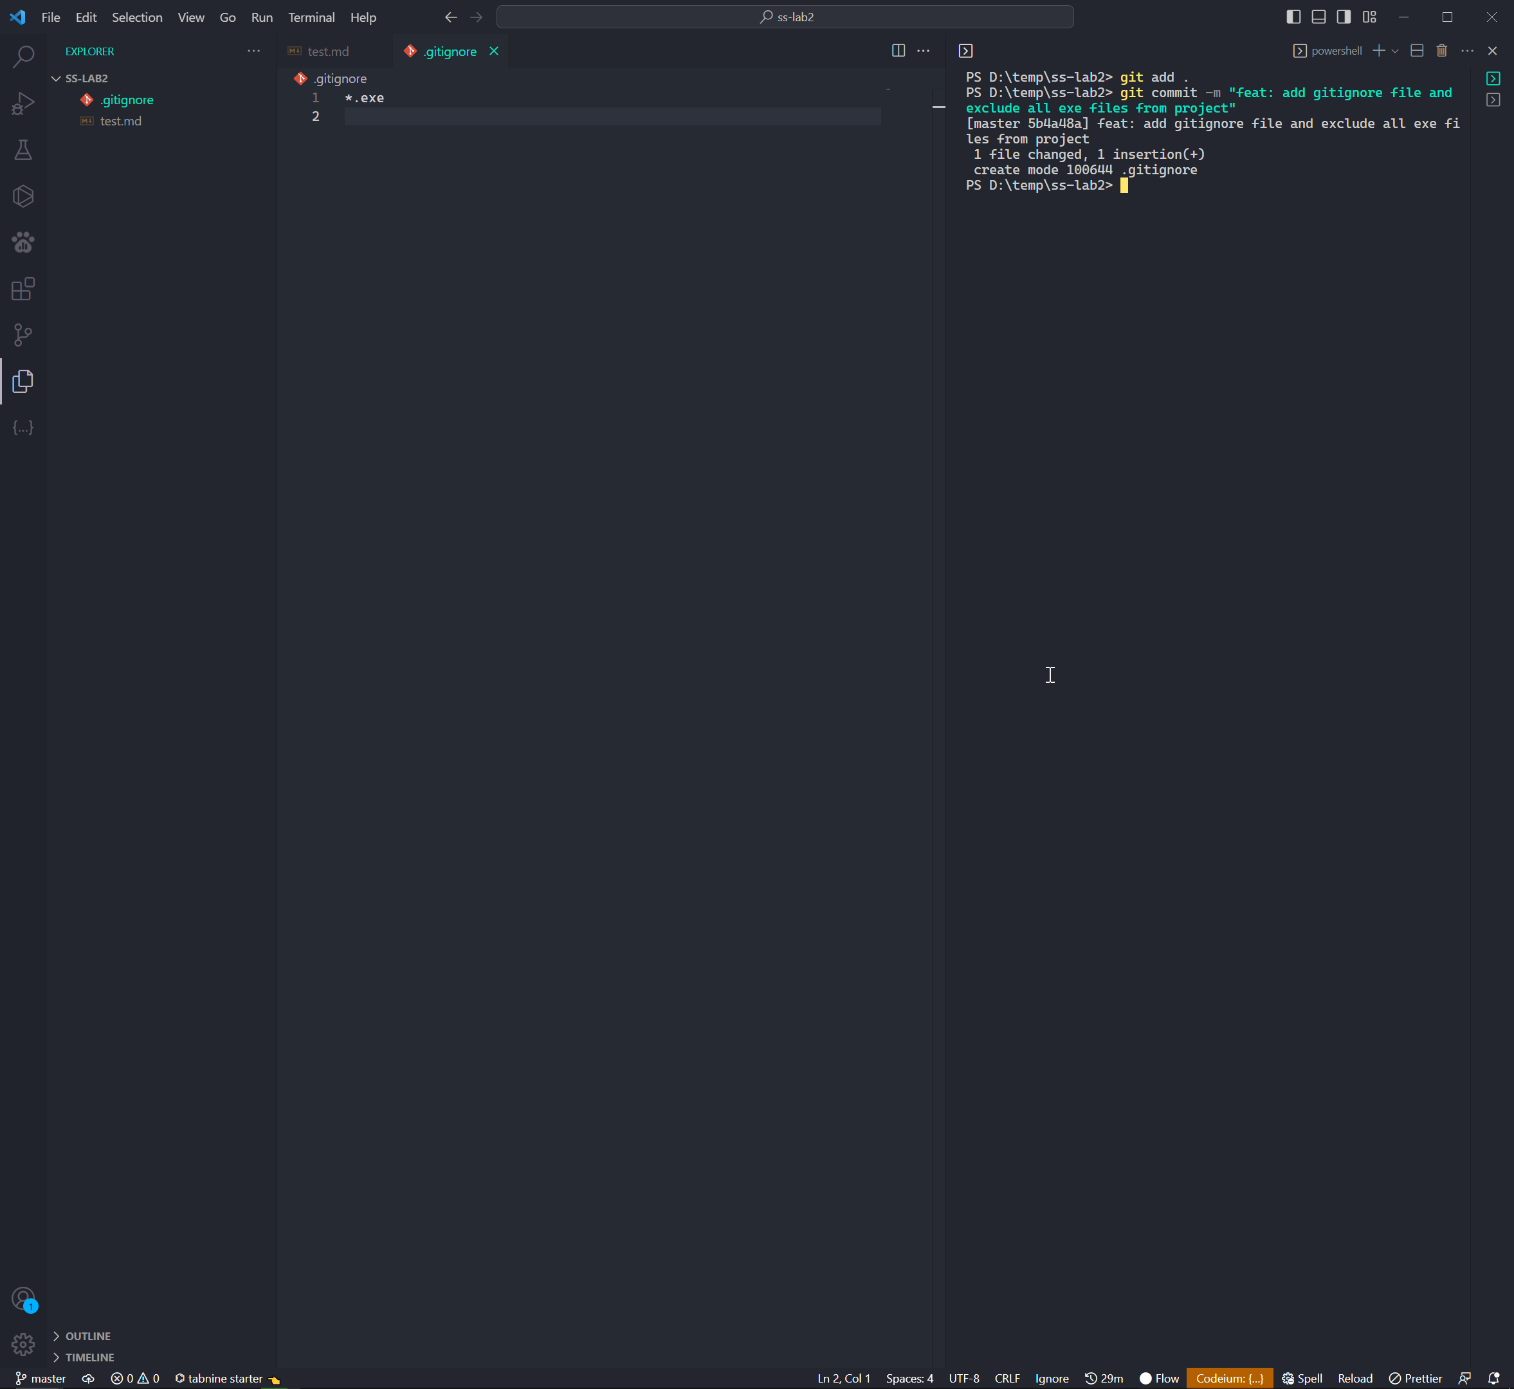 File Edit Selection View Go Run Terminal Help
ss-lab2
EXPLORER
SS-LAB2
.gitignore
test.md
test.md
.gitignore
.gitignore
1 *.exe
2
powershell
PS D:\temp\ss-lab2> git add .
PS D:\temp\ss-lab2> git commit -m "feat: add gitignore file and
exclude all exe files from project"
[master 5b4a48a] feat: add gitignore file and exclude all exe fi
les from project
1 file changed, 1 insertion(+)
create mode 100644 .gitignore
PS D:\temp\ss-lab2>
1
OUTLINE
TIMELINE
master 0 0 tabnine starter Ln 2, Col 1 Spaces: 4 UTF-8 CRLF Ignore 29m Flow Codeium: {...} Spell Reload Prettier